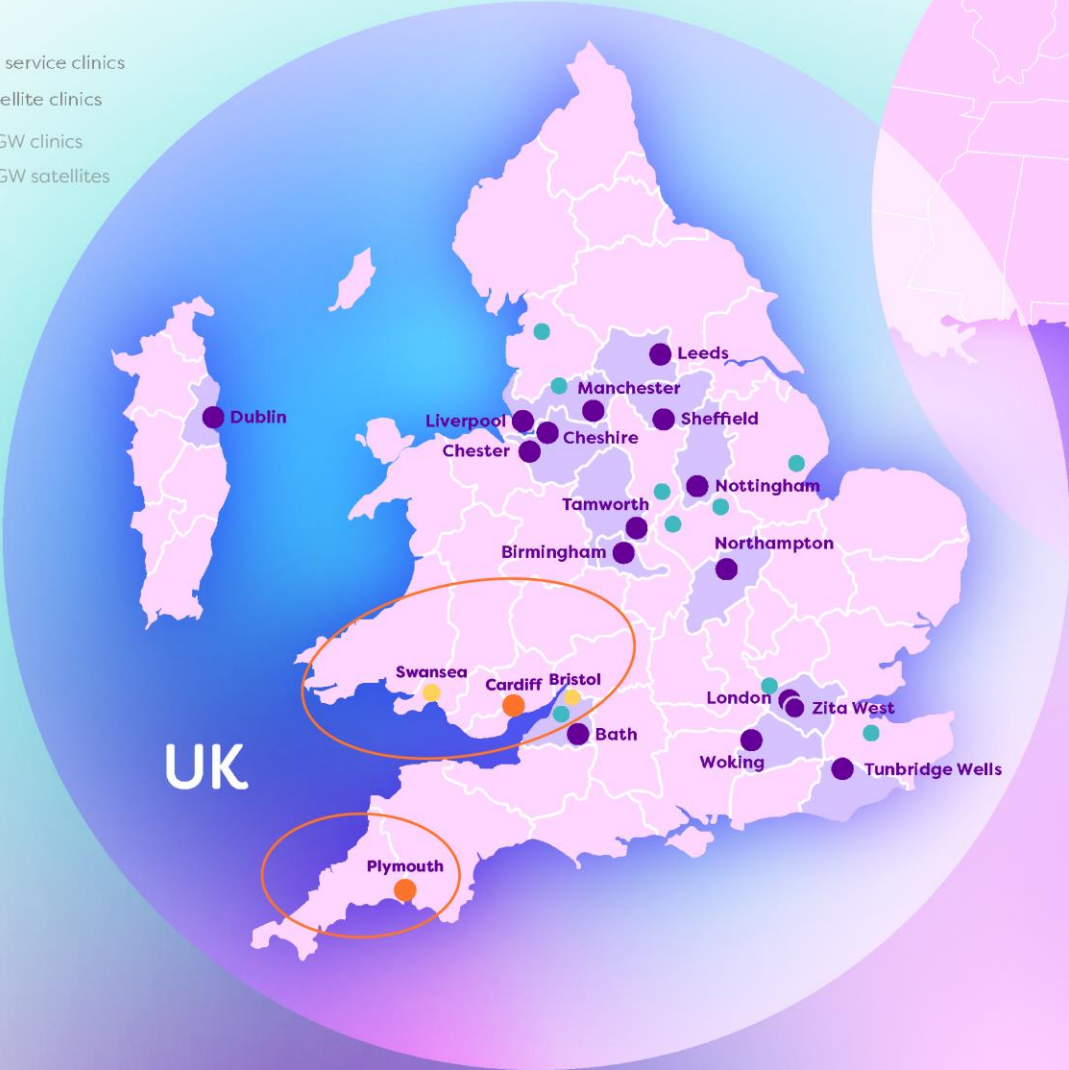 service clinics
ellite clinics
GW clinics
GW satellites
Leeds
Manchester
Dublin
Liverpool
Sheffield
Cheshire
Chester
Nottingham
Tamworth
Northampton
Birmingham
Swansea
Cardiff
Bristol
London
Zita West
Bath
Woking
Tunbridge Wells
UK
Plymouth